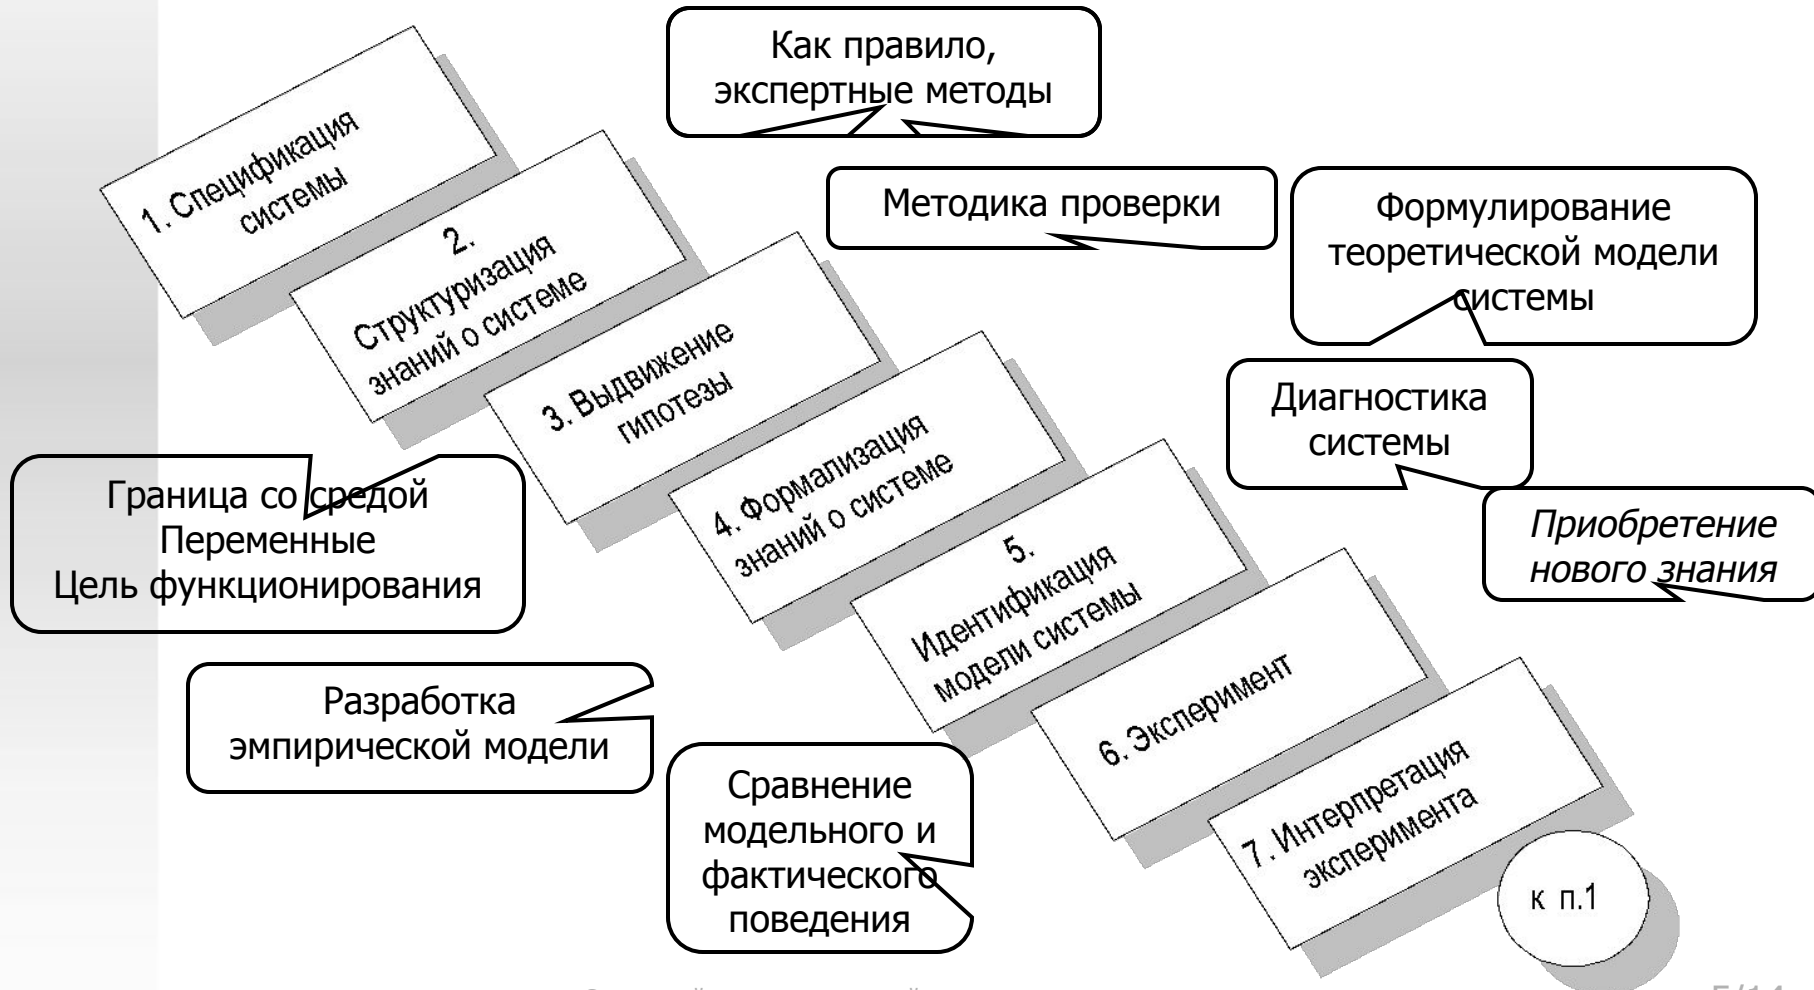 Как правило,
экспертные методы
1. Спецификация
системы
Методика проверки
Формулирование
теоретической модели
системы
2.
Структуризация
знаний о системе
3. Выдвижение
гипотезы
Диагностика
системы
4. Формализация
знаний о системе
Граница со средой
Переменные
Цель функционирования
Приобретение
нового знания
5.
Идентификация
модели системы
Разработка
эмпирической модели
6. Эксперимент
Сравнение
модельного и
фактического
поведения
7. Интерпретация
эксперимента
к п.1